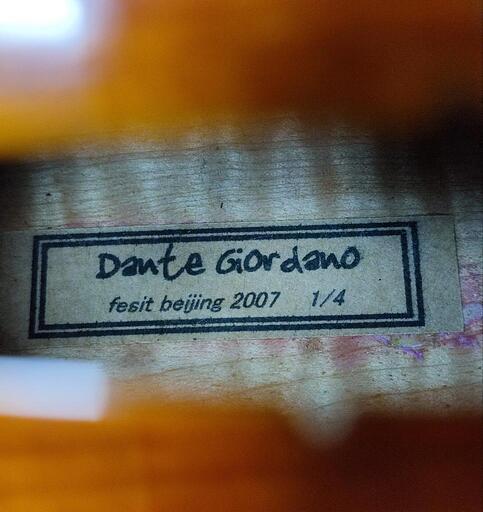 Dante Giordano
fesit beijing 2007 1/4